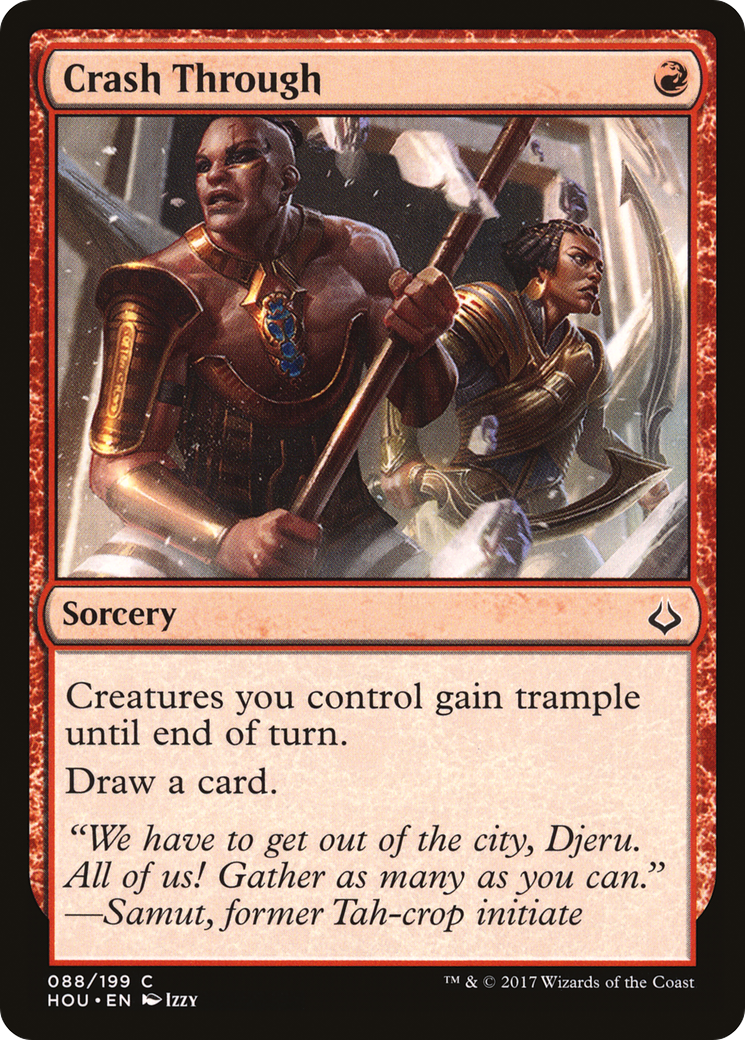 Crash Through
Sorcery
Creatures you control gain trample
until end of turn.
Draw a card.
“We have to get out of the city, Djeru.
All of us! Gather as many as you can.”
—Samut, former Tah-crop initiate
088/199 C
HOU • EN Izzy
™ & © 2017 Wizards of the Coast